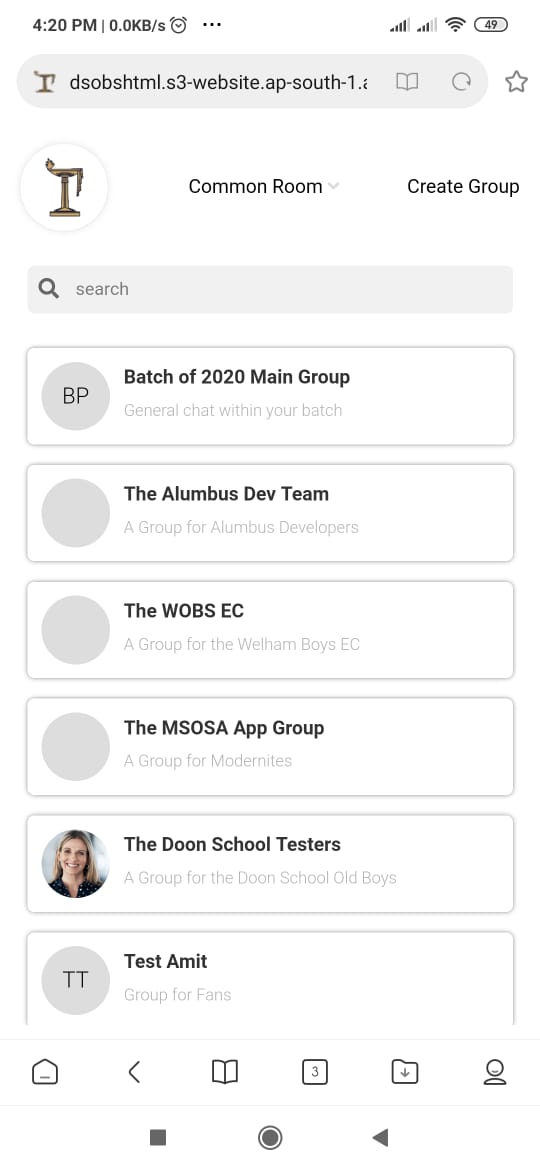 4:20 PM | 0.0KB/s ...
49
dsobshtml.s3-website.ap-south-1.a
Common Room
Create Group
search
BP
Batch of 2020 Main Group
General chat within your batch
The Alumbus Dev Team
A Group for Alumbus Developers
The WOBS EC
A Group for the Welham Boys EC
The MSOSA App Group
A Group for Modernites
The Doon School Testers
A Group for the Doon School Old Boys
TT
Test Amit
Group for Fans
3